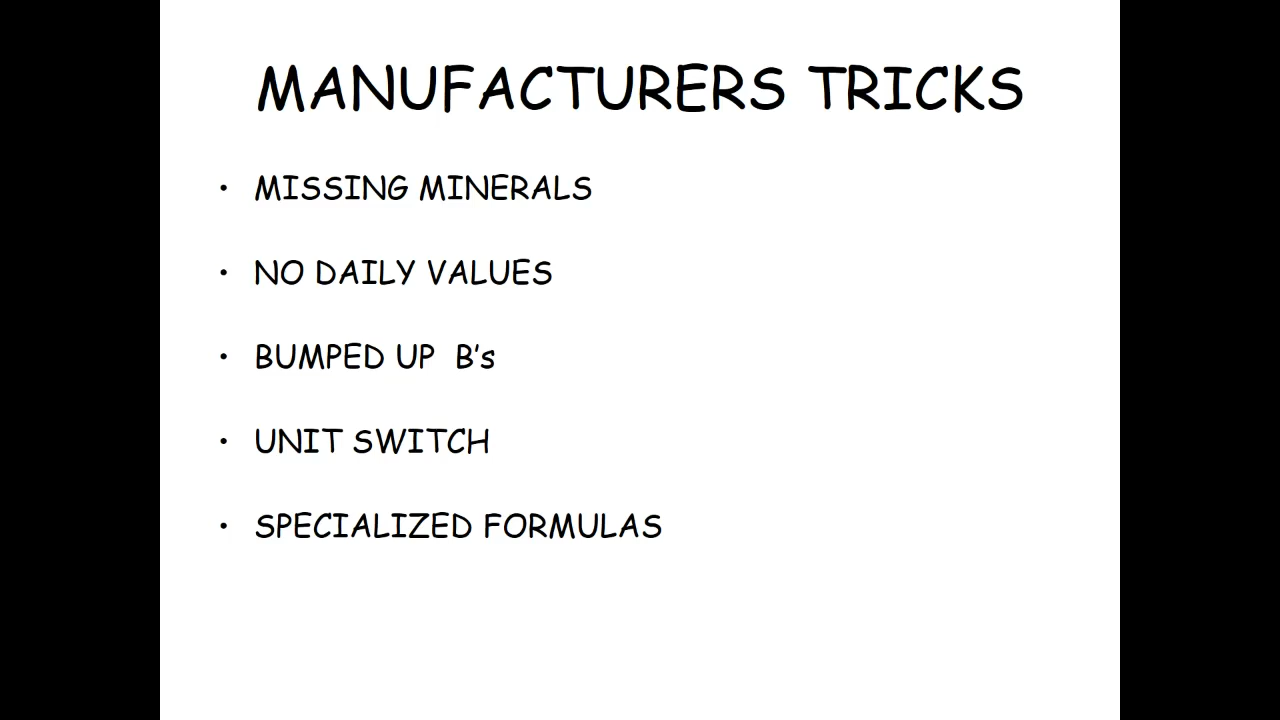 MANUFACTURERS TRICKS
• MISSING MINERALS
• NO DAILY VALUES
• BUMPED UP  B's
• UNIT SWITCH
• SPECIALIZED FORMULAS